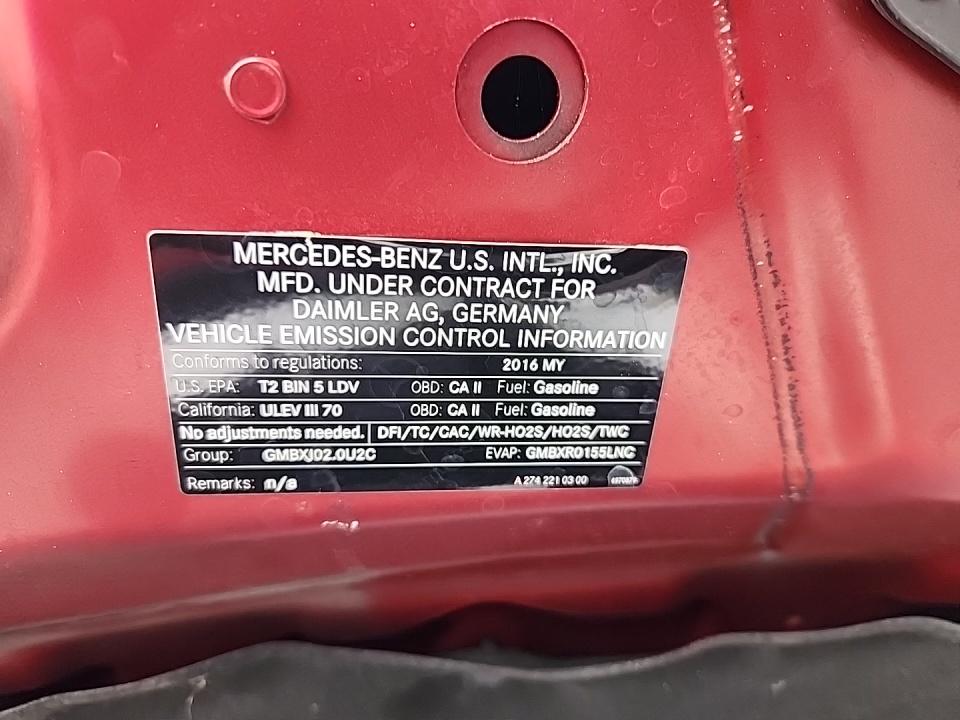 MERCEDES-BENZ U.S. INTL., INC.
MFD. UNDER CONTRACT FOR
DAIMLER AG, GERMANY
VEHICLE EMISSION CONTROL INFORMATION
Conforms to regulations: 2016 MY
U.S. EPA: T2 BIN 5 LDV OBD: CA II Fuel: Gasoline
California: ULEV III 70 OBD: CA II Fuel: Gasoline
No adjustments needed. DFI/TC/CAC/WR-HO2S/HO2S/TWC
Group: GMBXJ02.0U2C EVAP: GMBXR0155LNC
Remarks: n/a A 274 221 03 00